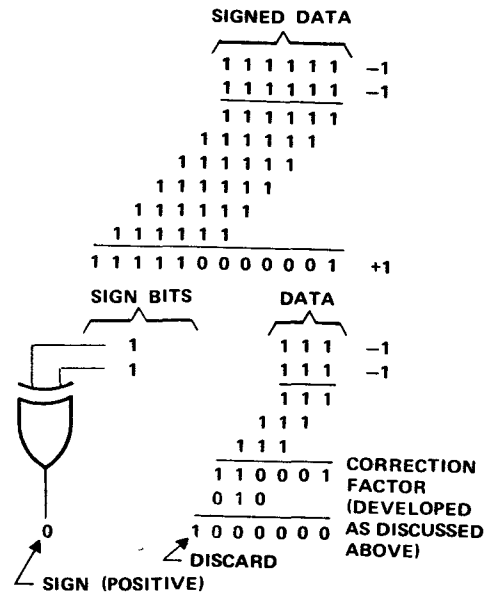 SIGNED DATA
1 1 1 1 1 1 −1
1 1 1 1 1 1 −1
1 1 1 1 1 1
1 1 1 1 1 1
1 1 1 1 1 1
1 1 1 1 1 1
1 1 1 1 1 1
1 1 1 1 1 1
1 1 1 1 1 0 0 0 0 0 0 1 +1
SIGN BITS DATA
1 1 1 1 −1
1 1 1 1 −1
1 1 1
1 1 1
1 1 1
1 1 0 0 0 1
0 1 0
1 0 0 0 0 0 0
CORRECTION
FACTOR
(DEVELOPED
AS DISCUSSED
ABOVE)
0
DISCARD
SIGN (POSITIVE)